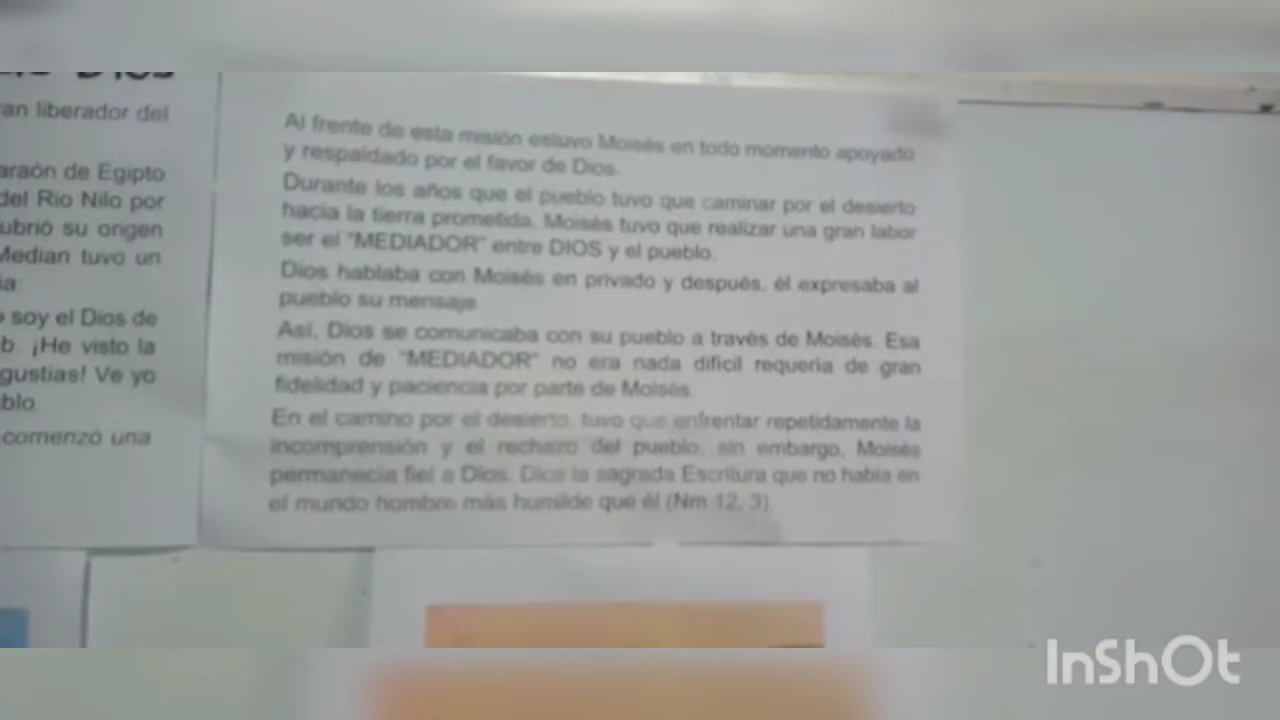 DIOS
ran liberador del
araón de Egipto
del Rio Nilo por
ubrió su origen
Median tuvo un
ia:
soy el Dios de
b. ¡He visto la
gustias! Ve yo
blo
comenzó una
Al frente de esta misión estuvo Moisés en todo momento apoyado
y respaldado por el favor de Dios.
Durante los años que el pueblo tuvo que caminar por el desierto
hacia la tierra prometida, Moisés tuvo que realizar una gran labor
ser el "MEDIADOR" entre DIOS y el pueblo.
Dios hablaba con Moisés en privado y después, él expresaba al
pueblo su mensaje
Así, Dios se comunicaba con su pueblo a través de Moisés. Esa
misión de "MEDIADOR" no era nada difícil requería de gran
fidelidad y paciencia por parte de Moisés.
En el camino por el desierto, tuvo que enfrentar repetidamente la
incomprensión y el rechazo del pueblo, sin embargo, Moisés
permanecía fiel a Dios. Dice la sagrada Escritura que no había en
el mundo hombre más humilde que él (Nm 12, 3).
InShOt